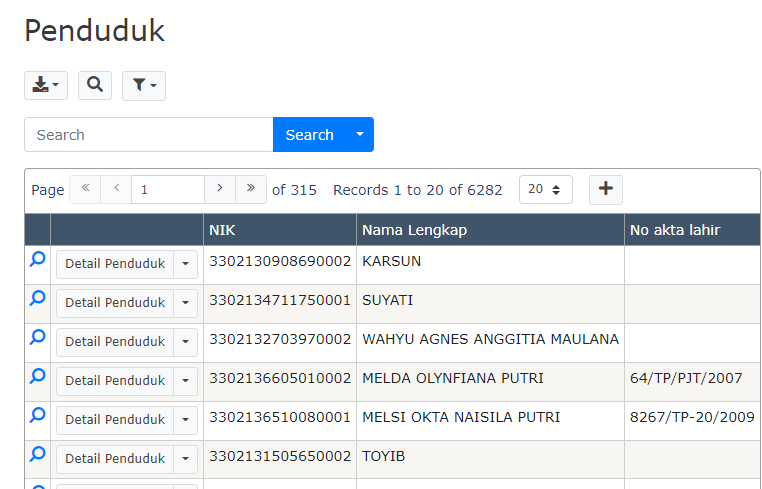 Penduduk
Search Search
Page « ‹ 1 › » of 315 Records 1 to 20 of 6282 20 +
NIK Nama Lengkap No akta lahir
Detail Penduduk 3302130908690002 KARSUN
Detail Penduduk 3302134711750001 SUYATI
Detail Penduduk 3302132703970002 WAHYU AGNES ANGGITIA MAULANA
Detail Penduduk 3302136605010002 MELDA OLYNFIANA PUTRI 64/TP/PJT/2007
Detail Penduduk 3302136510080001 MELSI OKTA NAISILA PUTRI 8267/TP-20/2009
Detail Penduduk 3302131505650002 TOYIB